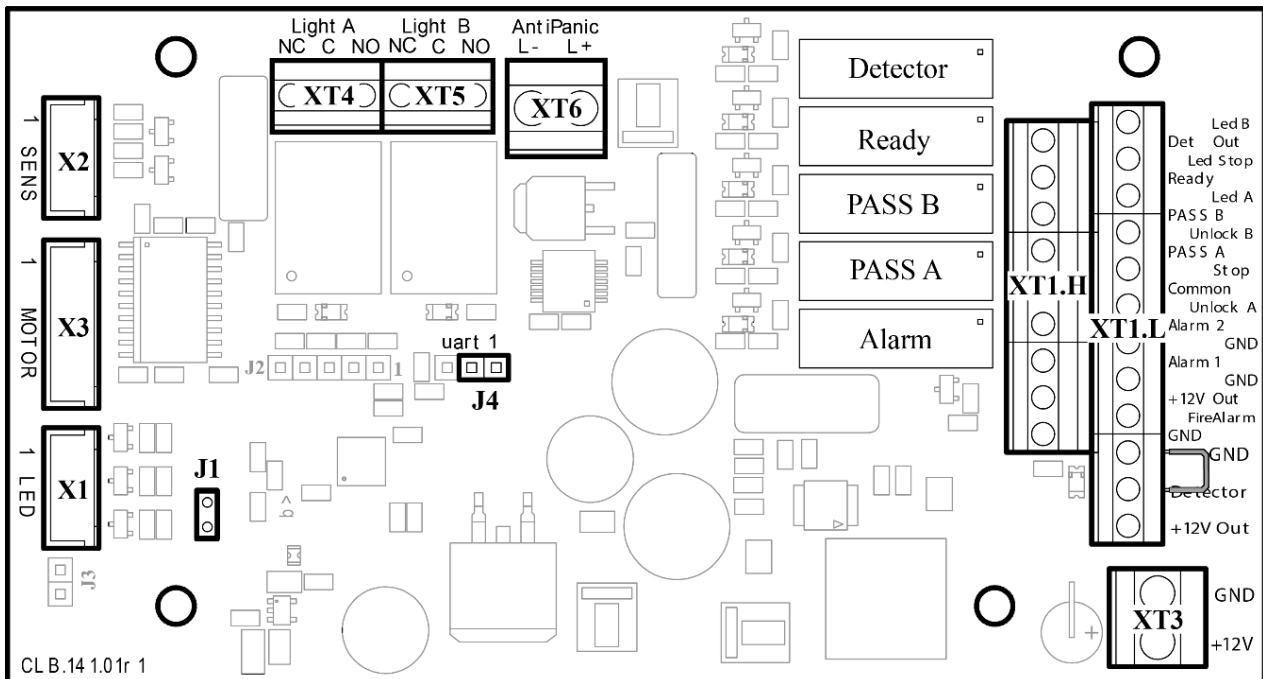 Light A Light B AntiPanic
NC C NO NC C NO L- L+
XT4 XT5 XT6
Detector
Ready
PASS B
PASS A
Alarm
1 SENS
X2
1 MOTOR
X3
1 LED
X1
J1
J2
1
uart 1
J4
J3
XT1.H
XT1.L
Led B
Det Out
Led Stop
Ready
Led A
PASS B
Unlock B
PASS A
Stop
Common
Unlock A
Alarm 2
GND
Alarm 1
GND
+12V Out
FireAlarm
GND
GND
Detector
+12V Out
XT3
GND
+12V
+
CLB.141.01r 1